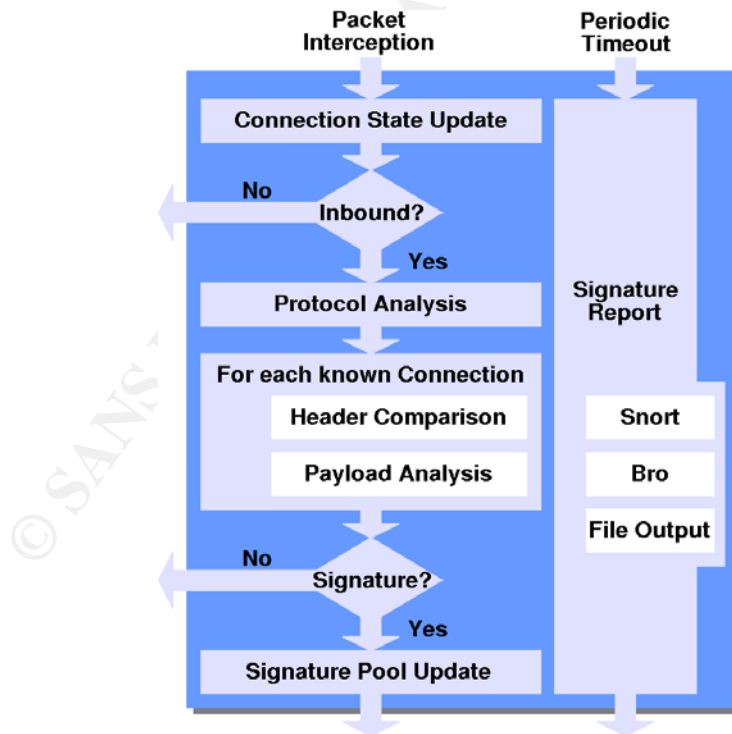 Packet
Interception
Periodic
Timeout
Connection State Update
No
Inbound?
Yes
Protocol Analysis
Signature
Report
For each known Connection
Header Comparison
Snort
Payload Analysis
Bro
File Output
No
Signature?
Yes
Signature Pool Update
© SANS